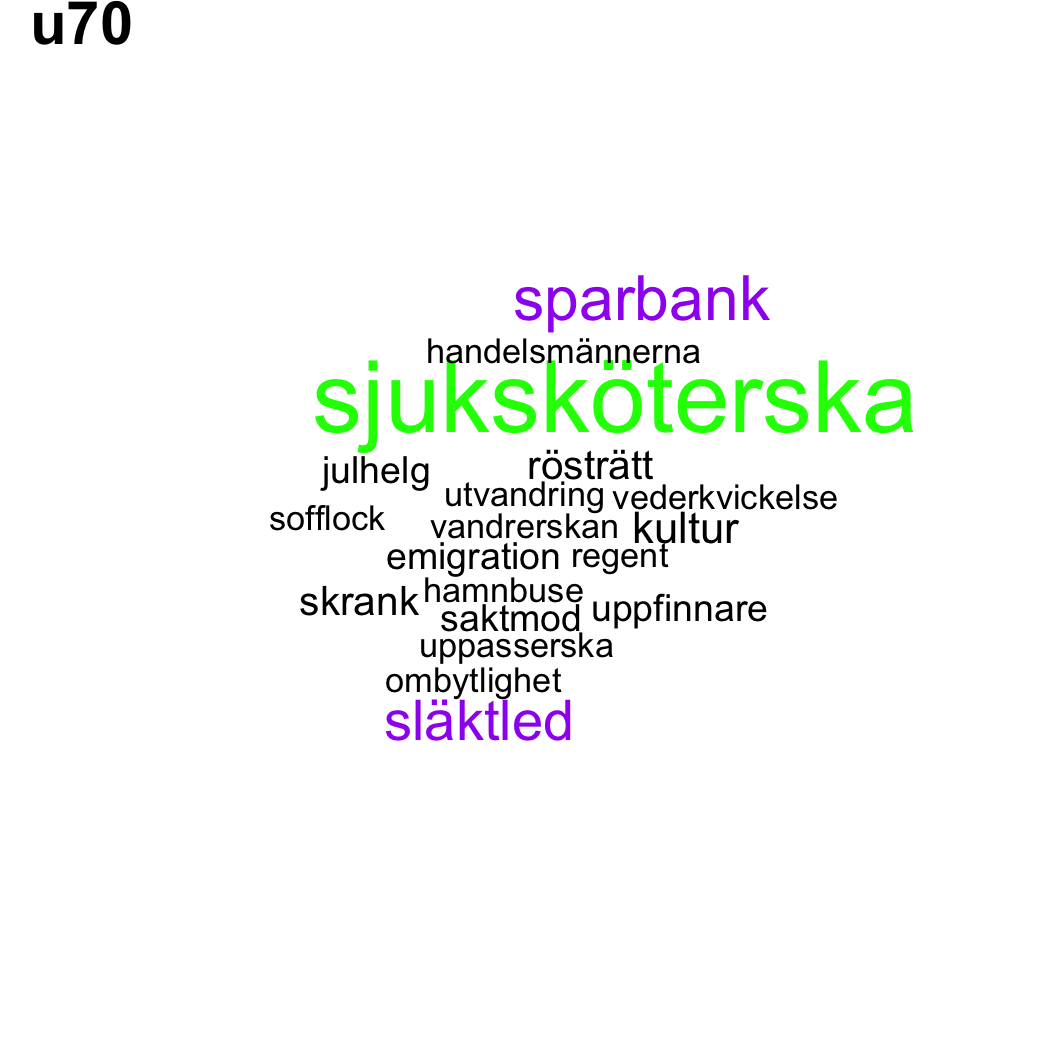 u70
sparbank
handelsmännerna
sjuksköterska
julhelg rösträtt
utvandring vederkvickelse
sofflock vandrerskan kultur
emigration regent
skrank hamnbuse
saktmod uppfinnare
uppasserska
ombytlighet
släktled